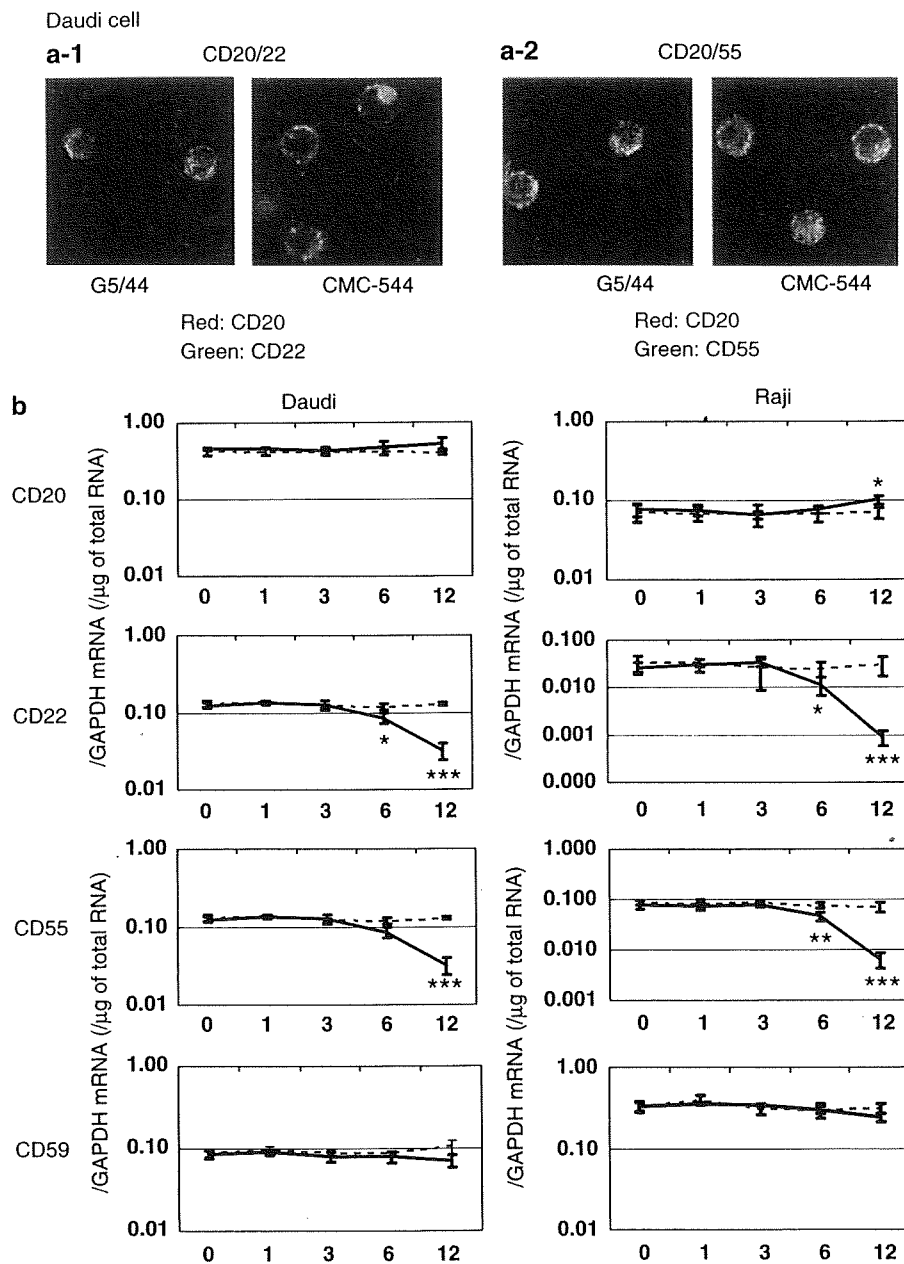 Daudi cell
a-1 CD20/22
a-2 CD20/55
G5/44 CMC-544
G5/44 CMC-544
Red: CD20
Green: CD22
Red: CD20
Green: CD55
b
Daudi
Raji
CD20
/GAPDH mRNA (/µg of total RNA)
1.00
0.10
0.01
0 1 3 6 12
/GAPDH mRNA (/µg of total RNA)
1.00
0.10
0.01
*
0 1 3 6 12
CD22
1.00
0.10
0.01
*
***
0 1 3 6 12
0.100
0.010
0.001
0.000
*
***
0 1 3 6 12
CD55
/GAPDH mRNA (/µg of total RNA)
1.00
0.10
0.01
***
0 1 3 6 12
/GAPDH mRNA (/µg of total RNA)
1.000
0.100
0.010
0.001
**
***
0 1 3 6 12
CD59
1.00
0.10
0.01
0 1 3 6 12
1.00
0.10
0.01
0 1 3 6 12